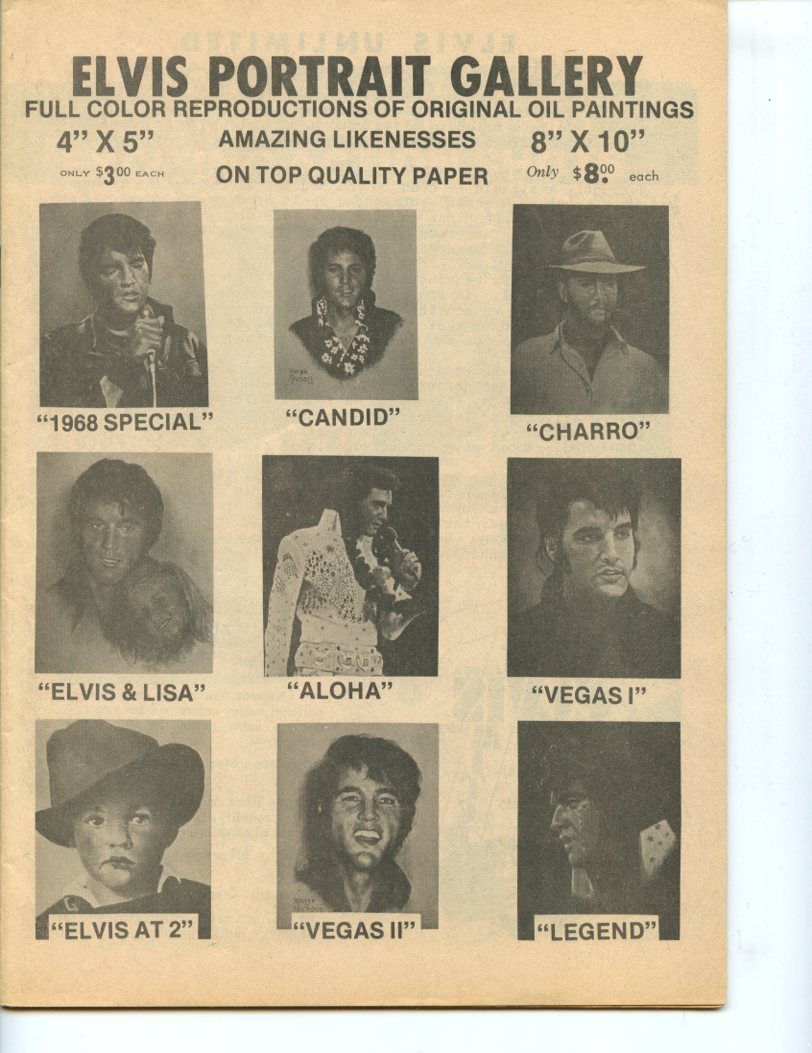 ELVIS UNLIMITED
ELVIS PORTRAIT GALLERY
FULL COLOR REPRODUCTIONS OF ORIGINAL OIL PAINTINGS
4” X 5” AMAZING LIKENESSES 8” X 10”
ONLY $3.00 EACH ON TOP QUALITY PAPER Only $8.00 each
“1968 SPECIAL” “CANDID” “CHARRO”
“ELVIS & LISA” “ALOHA” “VEGAS I”
“ELVIS AT 2” “VEGAS II” “LEGEND”